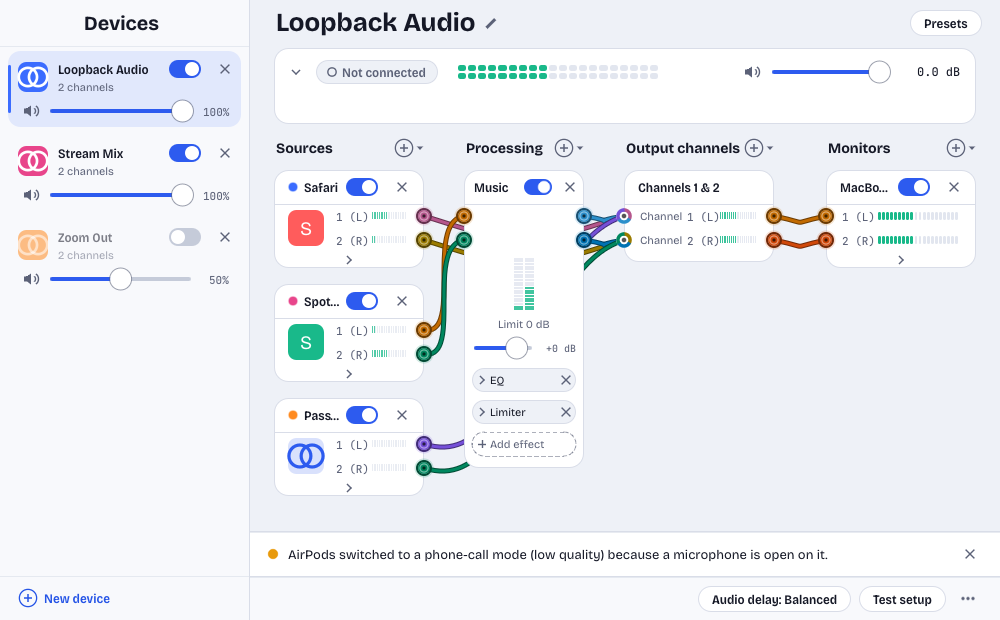 Devices
Loopback Audio
2 channels
100%
Stream Mix
2 channels
100%
Zoom Out
2 channels
50%
New device
Loopback Audio
Presets
Not connected
0.0 dB
Sources
Processing
Output channels
Monitors
Safari
S
1 (L)
2 (R)
Spot...
S
1 (L)
2 (R)
Pass...
1 (L)
2 (R)
Music
Limit 0 dB
+0 dB
EQ
Limiter
Add effect
Channels 1 & 2
Channel 1 (L)
Channel 2 (R)
MacBo...
1 (L)
2 (R)
AirPods switched to a phone-call mode (low quality) because a microphone is open on it.
Audio delay: Balanced
Test setup